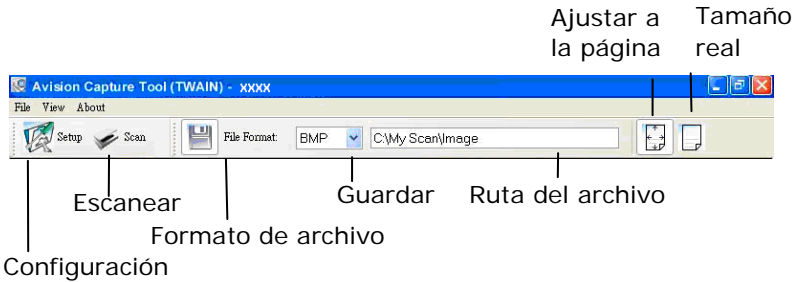 Ajustar a
la página
Tamaño
real
Avision Capture Tool (TWAIN) - xxxx
File View About
Setup Scan File Format: BMP C:\My Scan\Image
Escanear
Guardar
Ruta del archivo
Formato de archivo
Configuración